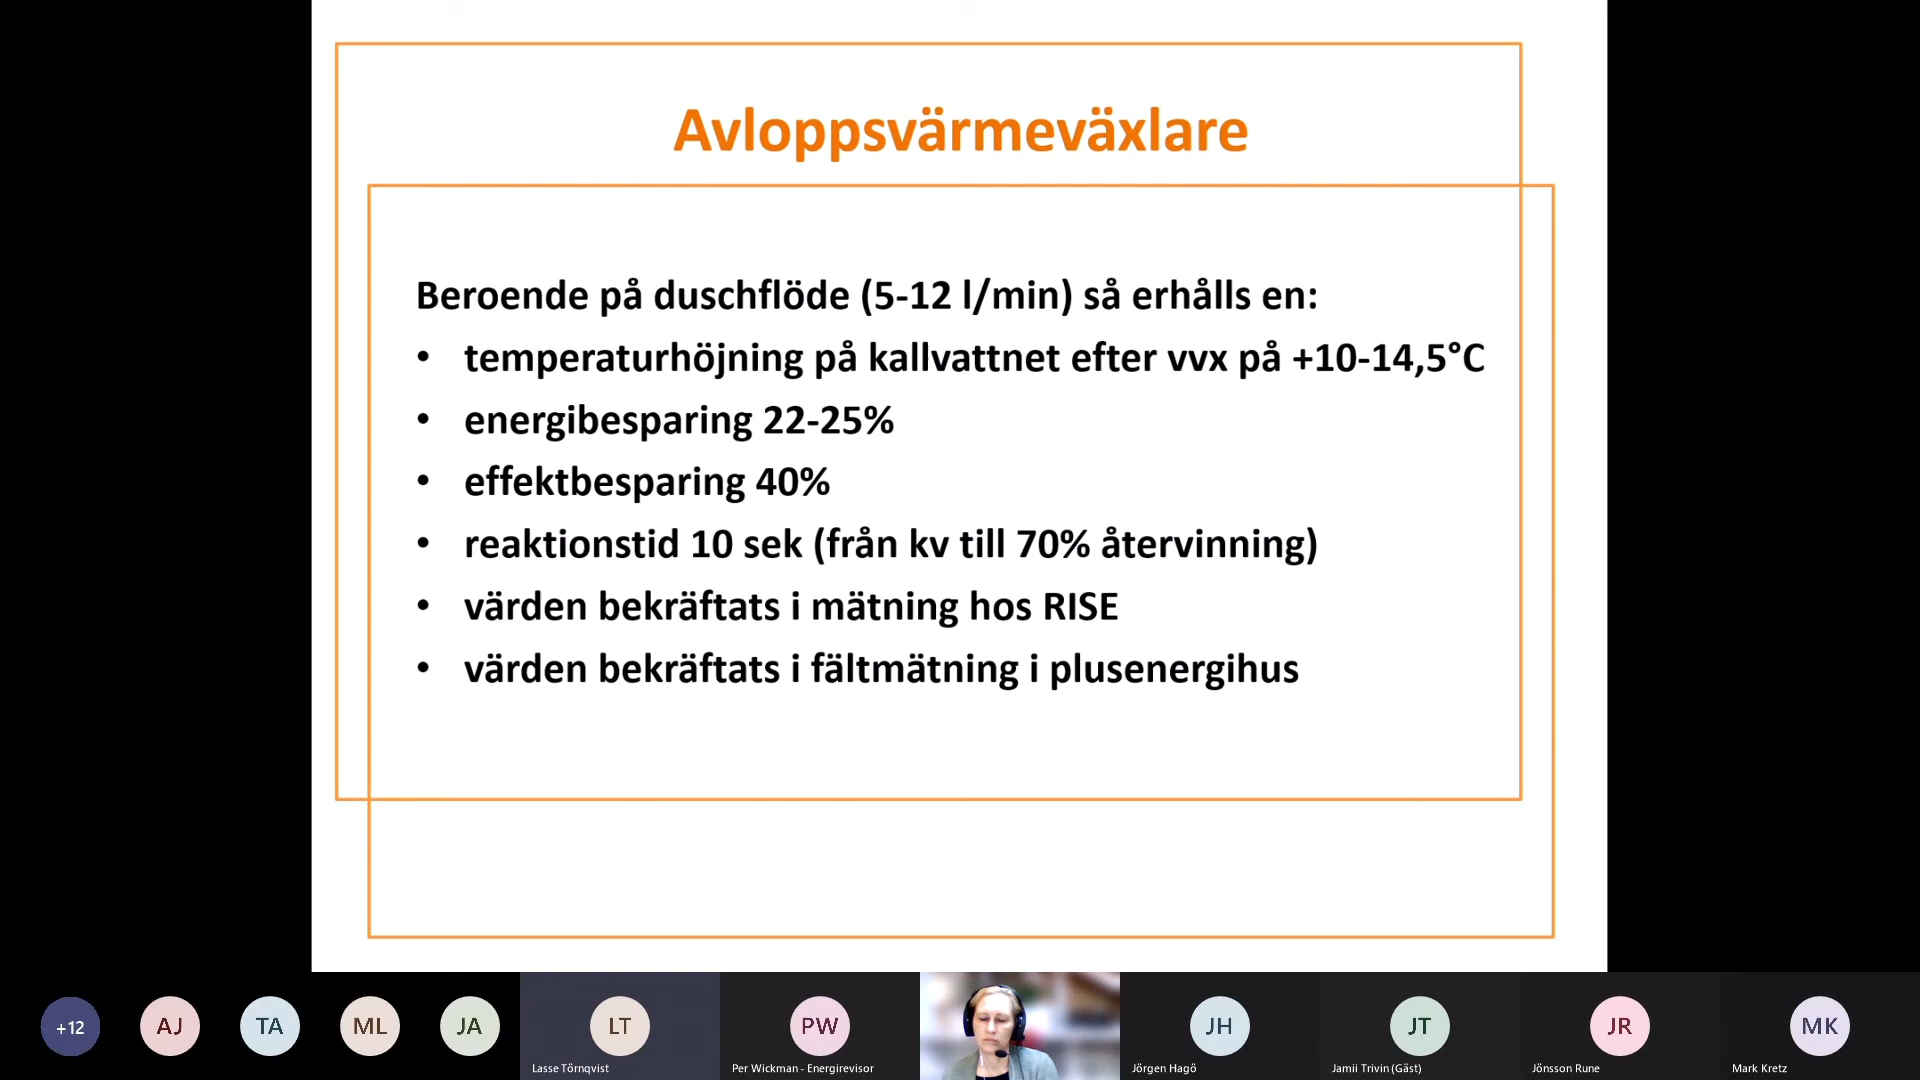 Avloppsvärmeväxlare
Beroende på duschflöde (5-12 l/min) så erhålls en:
• temperaturhöjning på kallvattnet efter vvx på +10-14,5°C
• energibesparing 22-25%
• effektbesparing 40%
• reaktionstid 10 sek (från kv till 70% återvinning)
• värden bekräftats i mätning hos RISE
• värden bekräftats i fältmätning i plusenergihus
+12
AJ
TA
ML
JA
LT
PW
JH
JT
JR
MK
Lasse Törnqvist
Per Wickman - Energirevisor
Jörgen Hagö
Jamii Trivin (Gäst)
Jönsson Rune
Mark Kretz